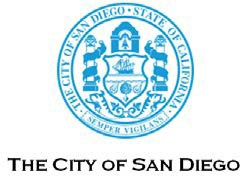 THE CITY OF SAN DIEGO • STATE OF CALIFORNIA •
SEMPER VIGILANS
THE CITY OF SAN DIEGO